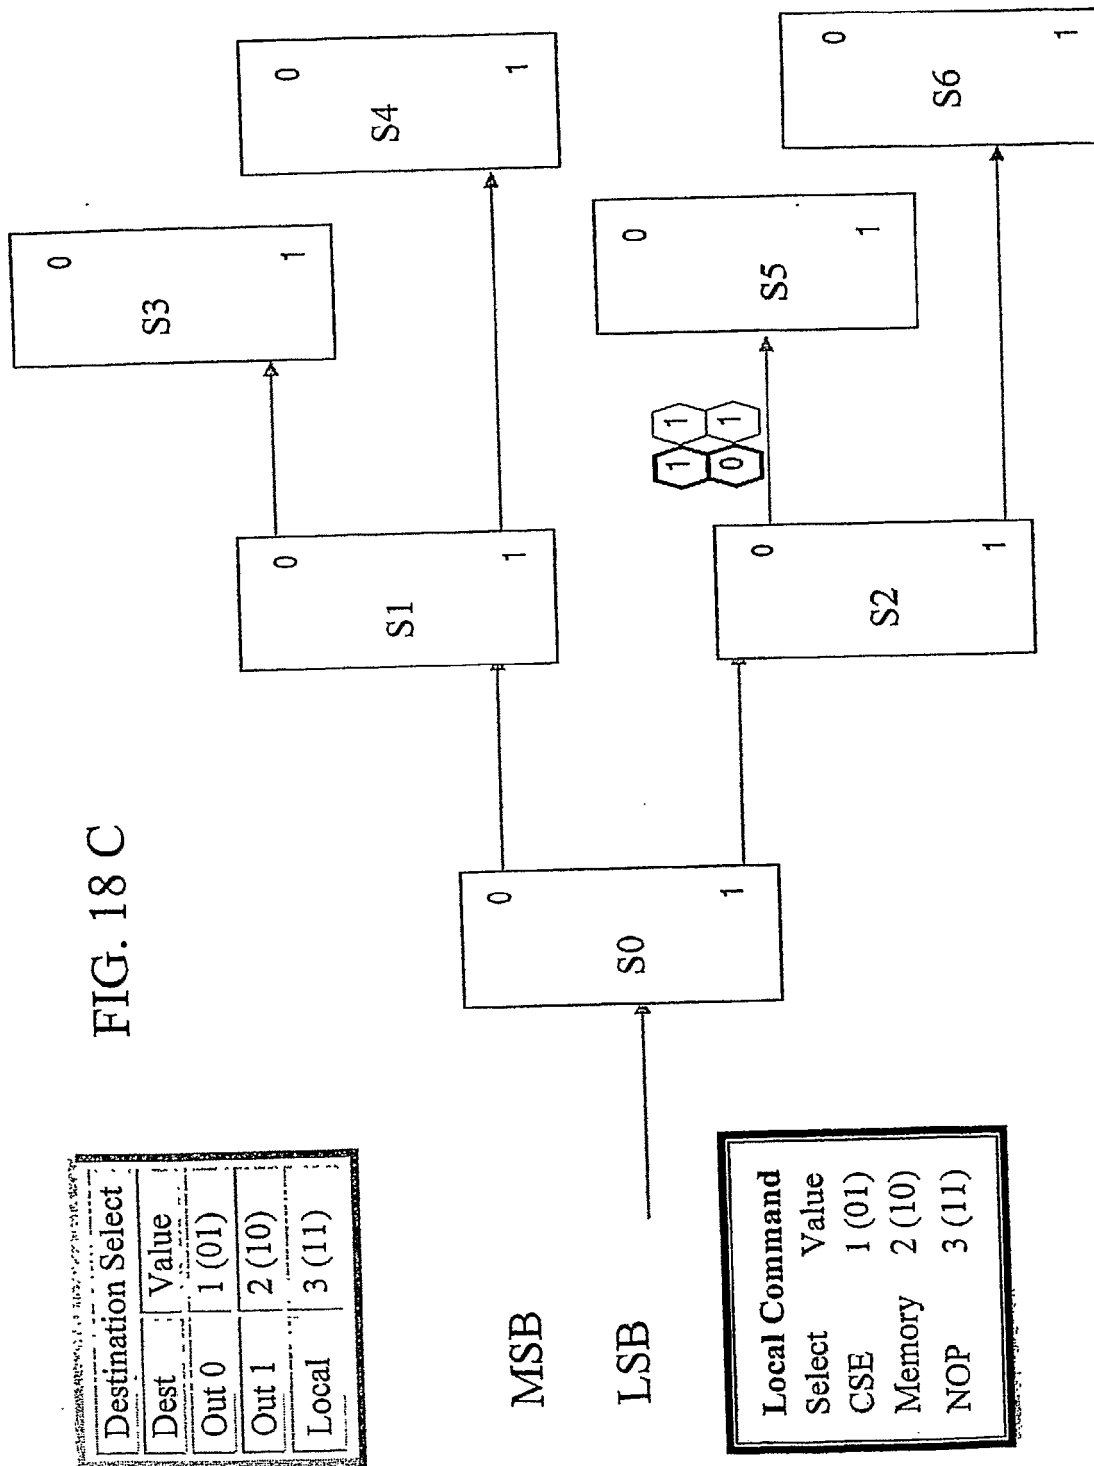 FIG. 18 C
Destination Select
Dest Value
Out 0 1 (01)
Out 1 2 (10)
Local 3 (11)
MSB
LSB
Local Command
Select Value
CSE 1 (01)
Memory 2 (10)
NOP 3 (11)
S0
0
1
S1
0
1
S2
0
1
1 1
0 1
S3
0
1
S4
0
1
S5
0
1
S6
0
1